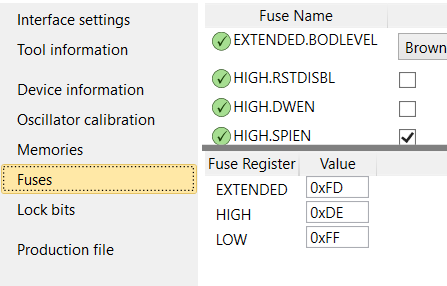 Interface settings
Tool information
Device information
Oscillator calibration
Memories
Fuses
Lock bits
Production file
Fuse Name
EXTENDED.BODLEVEL
Brown
HIGH.RSTDISBL
HIGH.DWEN
HIGH.SPIEN
Fuse Register Value
EXTENDED 0xFD
HIGH 0xDE
LOW 0xFF